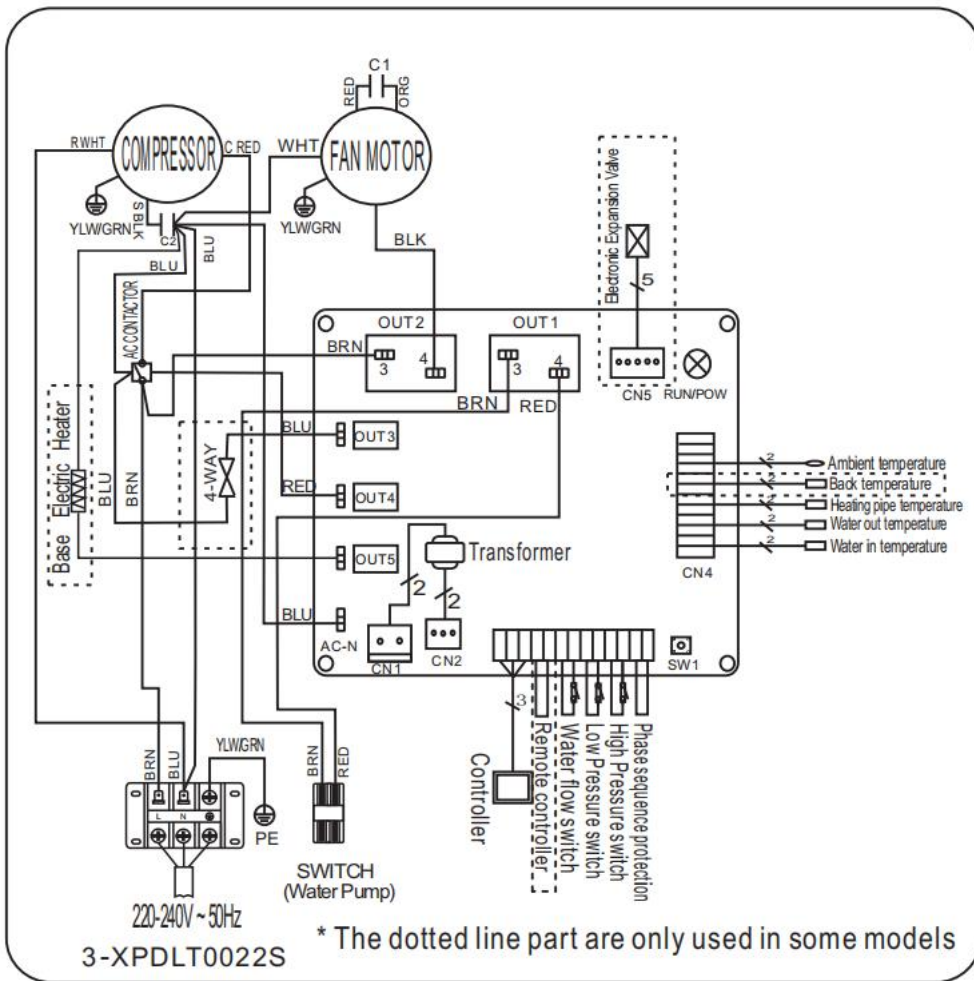 C1
RED
ORG
R WHT
COMPRESSOR
C RED
WHT
FAN MOTOR
YLW/GRN
S BLK
C2
BLU
BLU
YLW/GRN
BLK
Electronic Expansion Valve
5
AC CONTACTOR
OUT2
OUT1
BRN
3
4
3
4
BRN
RED
CN5
RUN/POW
Base Electric Heater
BLU
BRN
4-WAY
BLU
OUT3
RED
OUT4
OUT5
BLU
AC-N
Transformer
2
2
CN1
CN2
2
Ambient temperature
2
Back temperature
2
Heating pipe temperature
2
Water out temperature
2
Water in temperature
CN4
SW1
3
Controller
Remote controller
Water flow switch
Low Pressure switch
High Pressure switch
Phase sequence protection
BRN
BLU
YLW/GRN
L
N
PE
BRN
RED
SWITCH
(Water Pump)
220-240V ~ 50Hz
3-XPDLT0022S
* The dotted line part are only used in some models